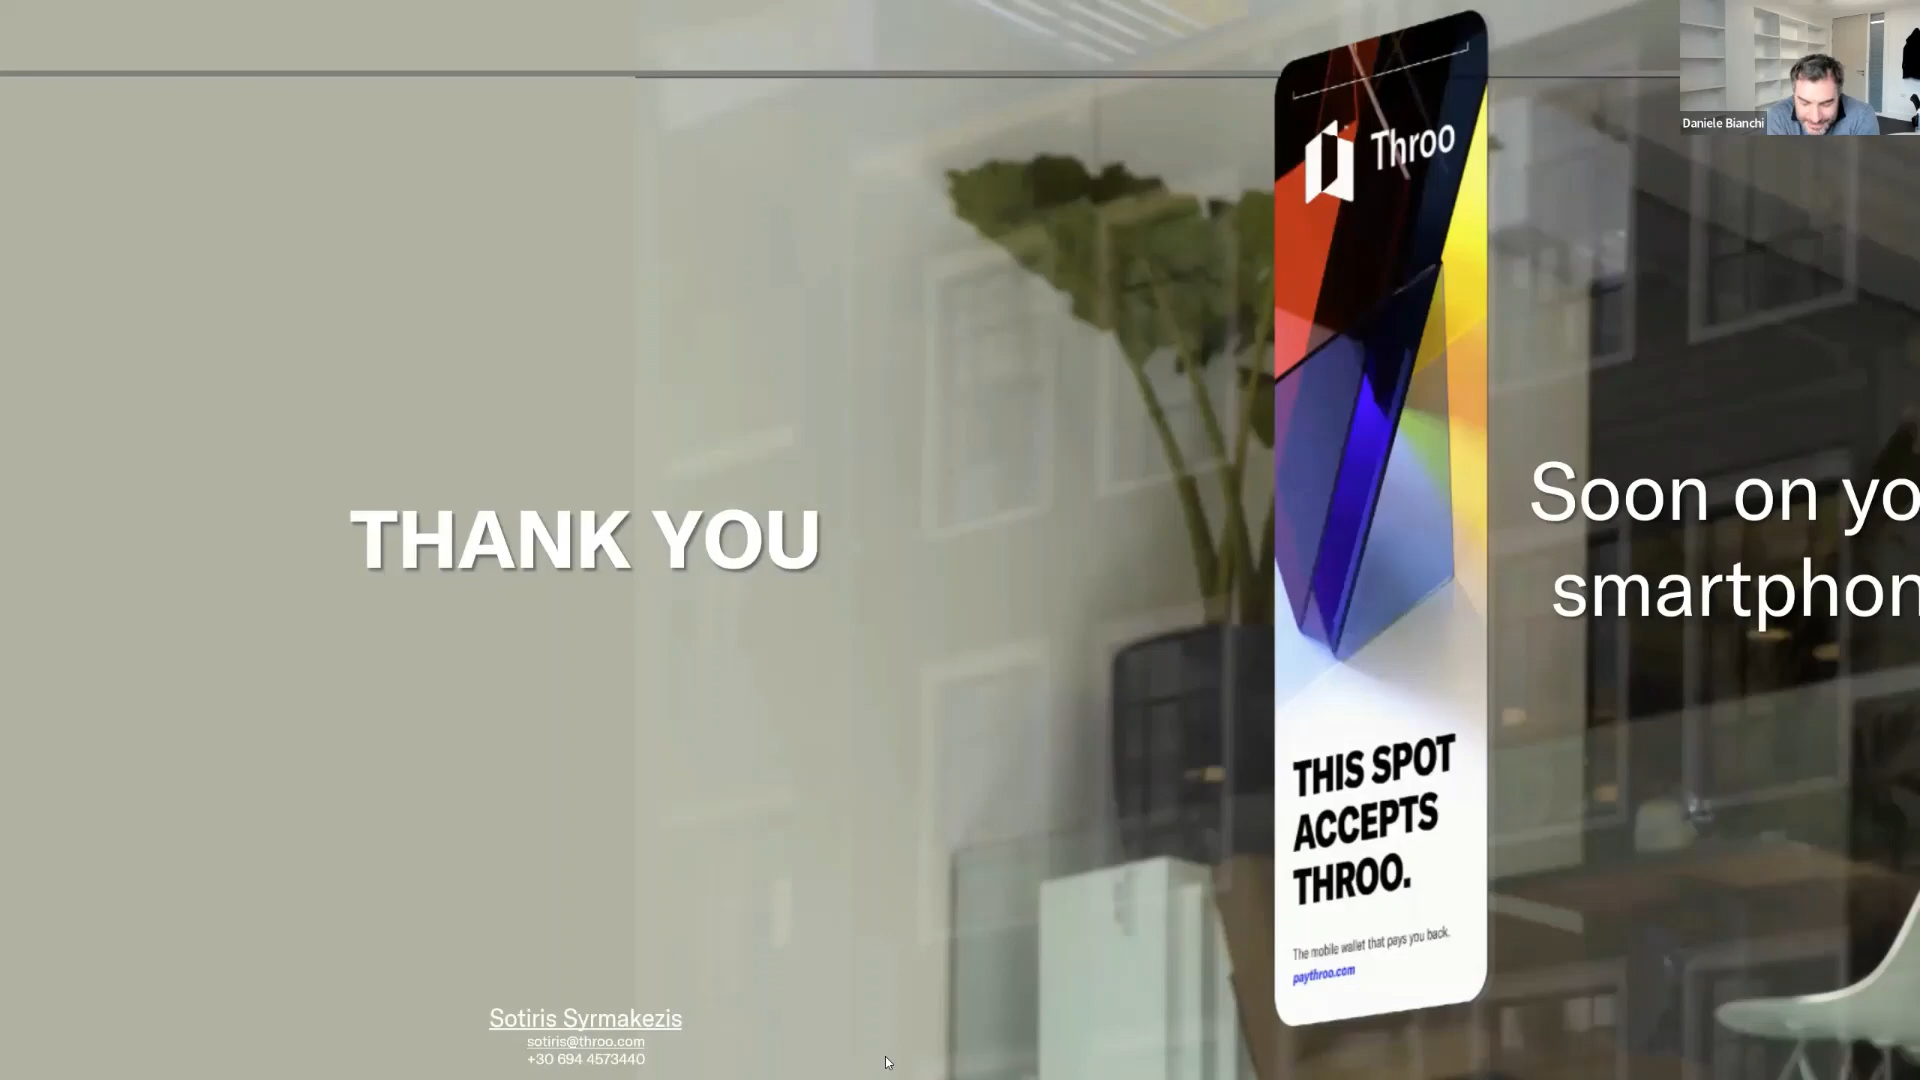 Throo
Daniele Bianchi
THANK YOU
Soon on yo
smartphon
THIS SPOT
ACCEPTS
THROO.
The mobile wallet that pays you back.
paythroo.com
Sotiris Syrmakezis
sotiris@throo.com
+30 694 4573440